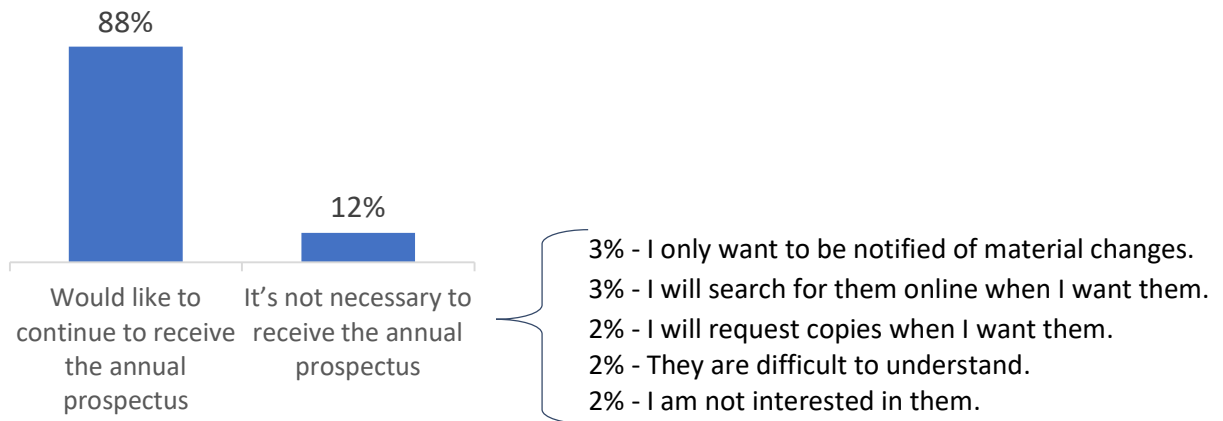 88%
12%
Would like to
continue to receive
the annual
prospectus
It's not necessary to
receive the annual
prospectus
3% - I only want to be notified of material changes.
3% - I will search for them online when I want them.
2% - I will request copies when I want them.
2% - They are difficult to understand.
2% - I am not interested in them.